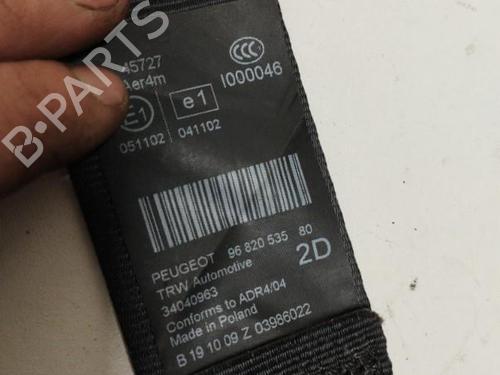 B-PARTS
45727
Aer4m
CCC
I000046
E1
e1
051102
041102
PEUGEOT 96 820 535 80
TRW Automotive
2D
34040963
Conforms to ADR4/04
Made in Poland
B 19 10 09 Z 03986022